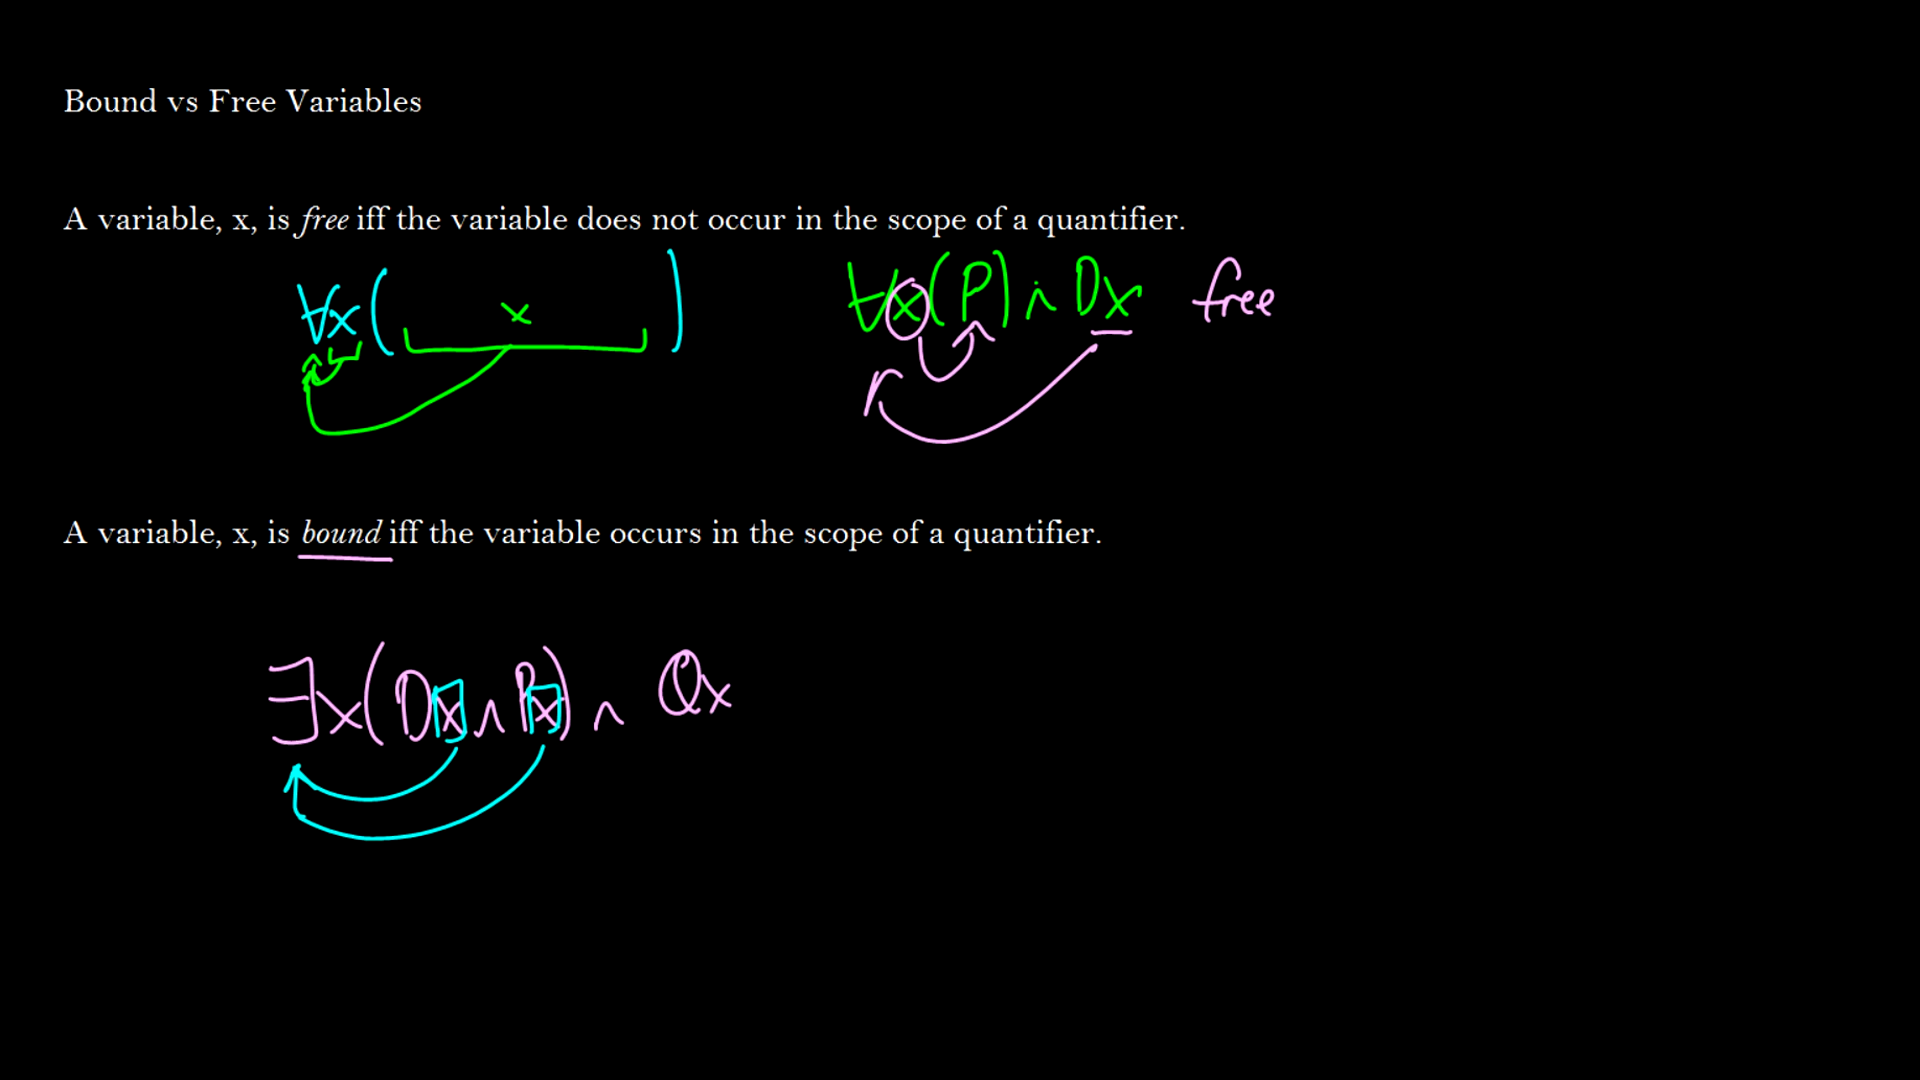 Bound vs Free Variables
A variable, x, is free iff the variable does not occur in the scope of a quantifier.
∀x( x )
∀x(P) ∧ Dx free
A variable, x, is bound iff the variable occurs in the scope of a quantifier.
∃x(Dx ∧ Px) ∧ Qx